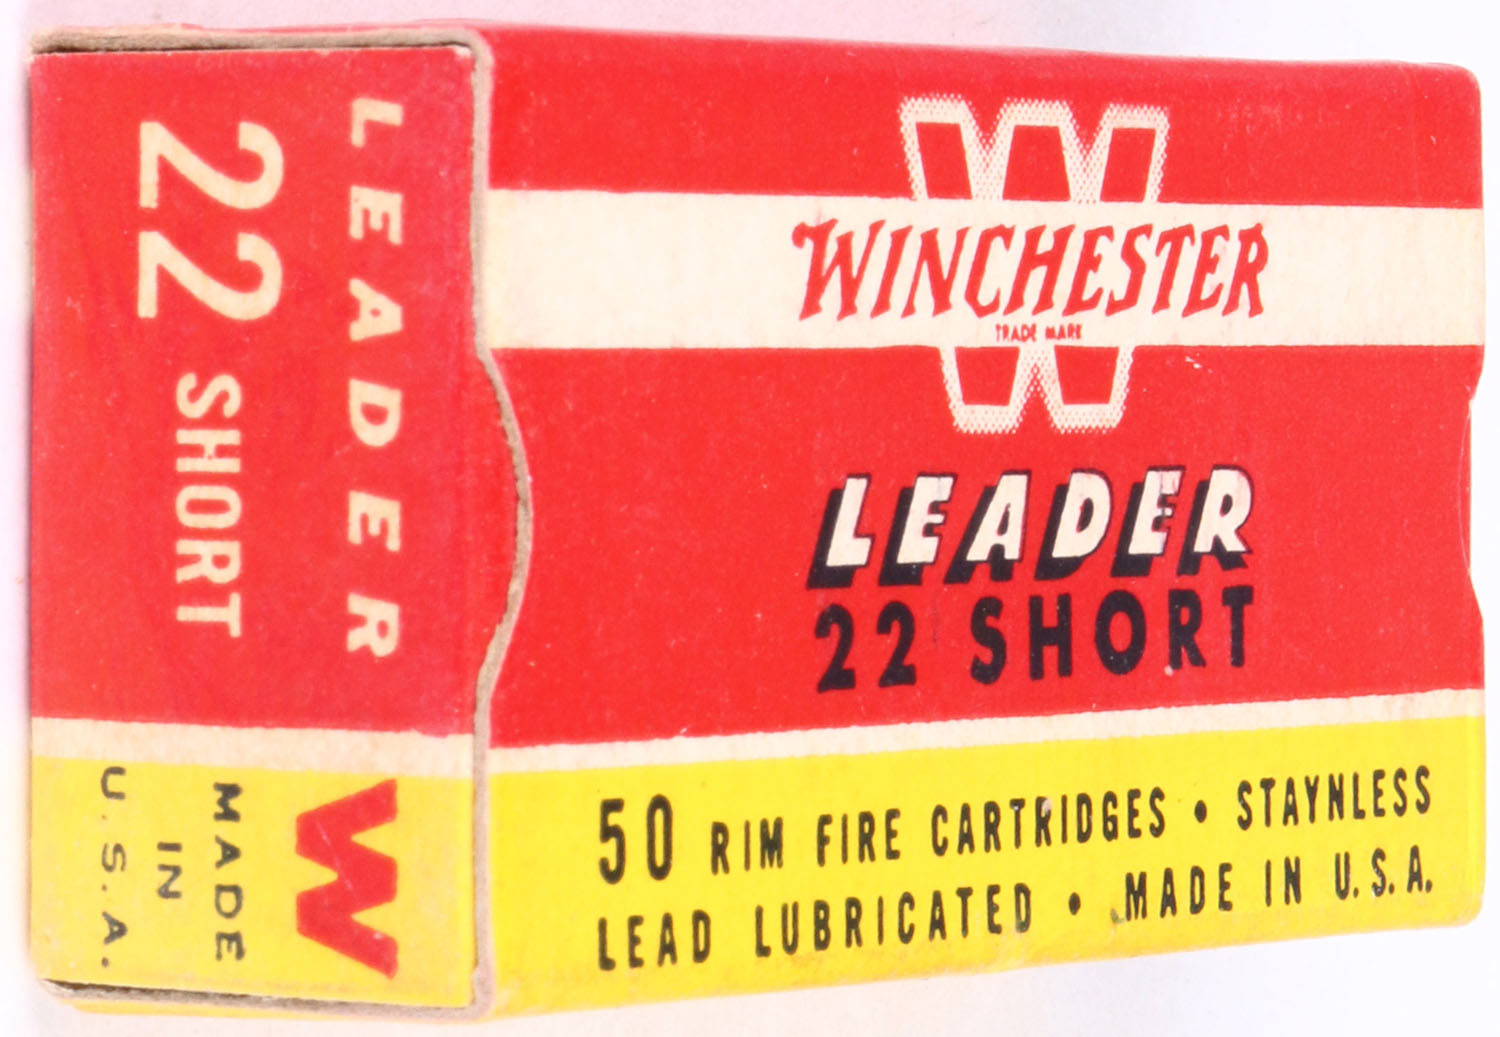 LEADER
22 SHORT
W
MADE
IN
U.S.A.
W
WINCHESTER
TRADE MARK
LEADER
22 SHORT
50 RIM FIRE CARTRIDGES • STAYNLESS
LEAD LUBRICATED • MADE IN U.S.A.